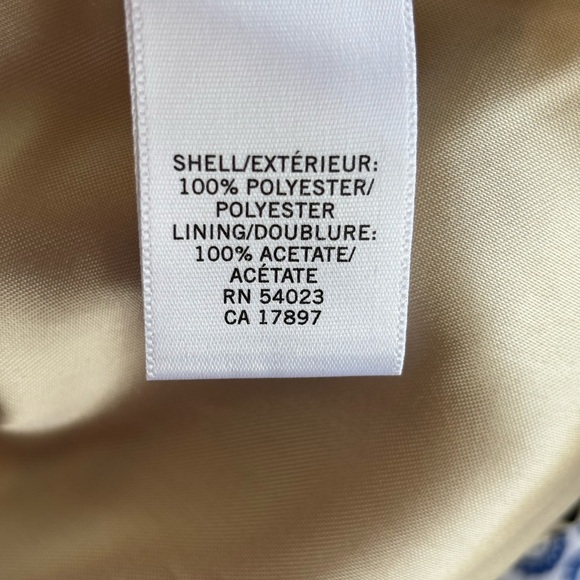 SHELL/EXTÉRIEUR:
100% POLYESTER/
POLYESTER
LINING/DOUBLURE:
100% ACETATE/
ACÉTATE
RN 54023
CA 17897